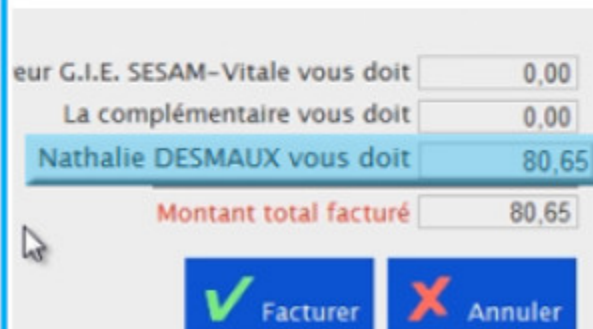 eur G.I.E. SESAM-Vitale vous doit 0,00
La complémentaire vous doit 0,00
Nathalie DESMAUX vous doit 80,65
Montant total facturé 80,65
Facturer Annuler